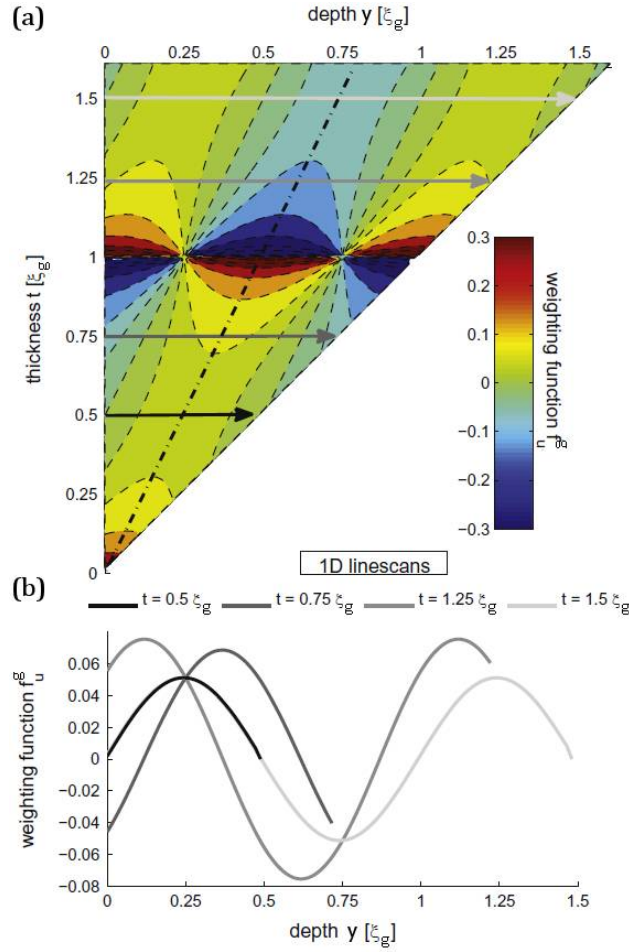 (a)
depth y [ξg]
0 0.25 0.5 0.75 1 1.25 1.5
thickness t [ξg]
1.5
1.25
1
0.75
0.5
0.25
0
0.3
0.2
0.1
0
−0.1
−0.2
−0.3
weighting function f_u^g
1D linescans
(b)
t = 0.5 ξg t = 0.75 ξg t = 1.25 ξg t = 1.5 ξg
weighting function f_u^g
0.06
0.04
0.02
0
−0.02
−0.04
−0.06
−0.08
0 0.25 0.5 0.75 1 1.25 1.5
depth y [ξg]